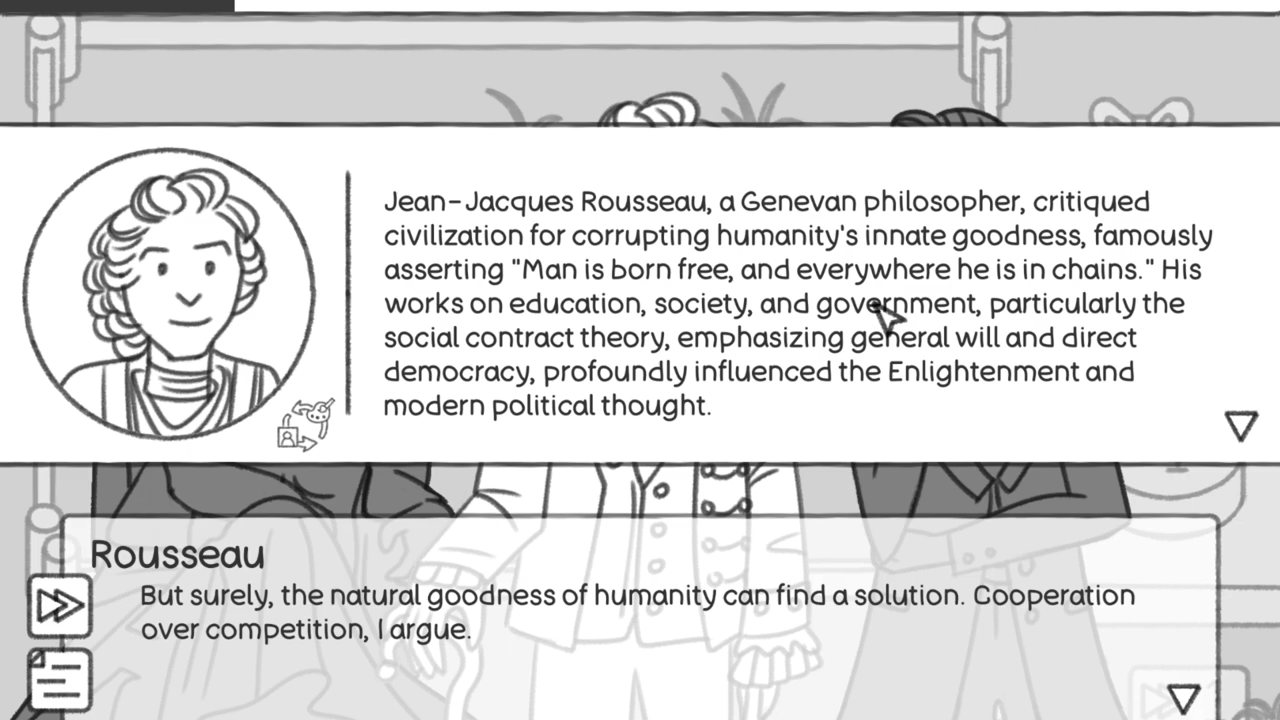 Jean-Jacques Rousseau, a Genevan philosopher, critiqued
civilization for corrupting humanity's innate goodness, famously
asserting "Man is born free, and everywhere he is in chains." His
works on education, society, and government, particularly the
social contract theory, emphasizing general will and direct
democracy, profoundly influenced the Enlightenment and
modern political thought.
Rousseau
But surely, the natural goodness of humanity can find a solution. Cooperation
over competition, I argue.